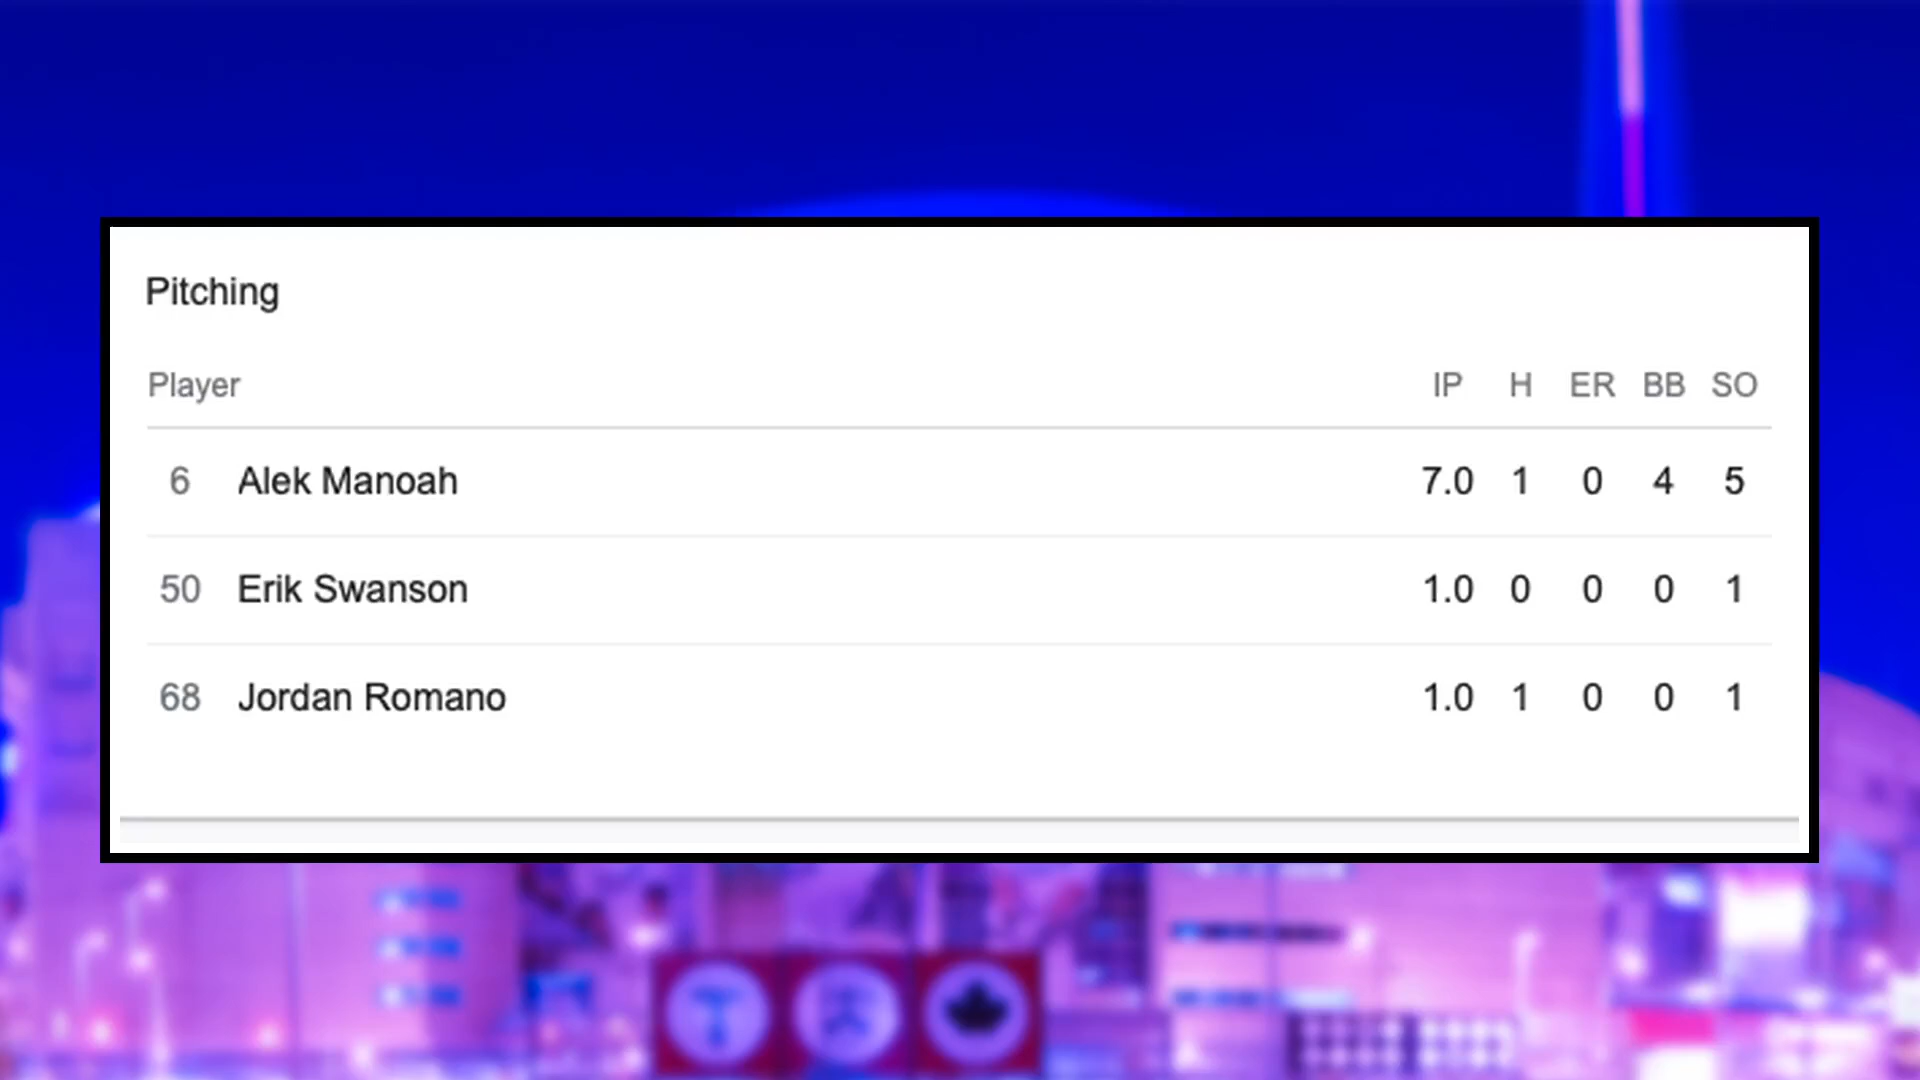 Pitching
Player IP H ER BB SO
6 Alek Manoah 7.0 1 0 4 5
50 Erik Swanson 1.0 0 0 0 1
68 Jordan Romano 1.0 1 0 0 1